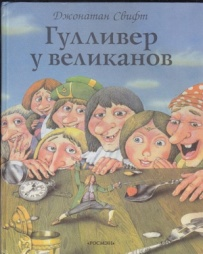 Джонатан Свифт
Гулливер
у великанов